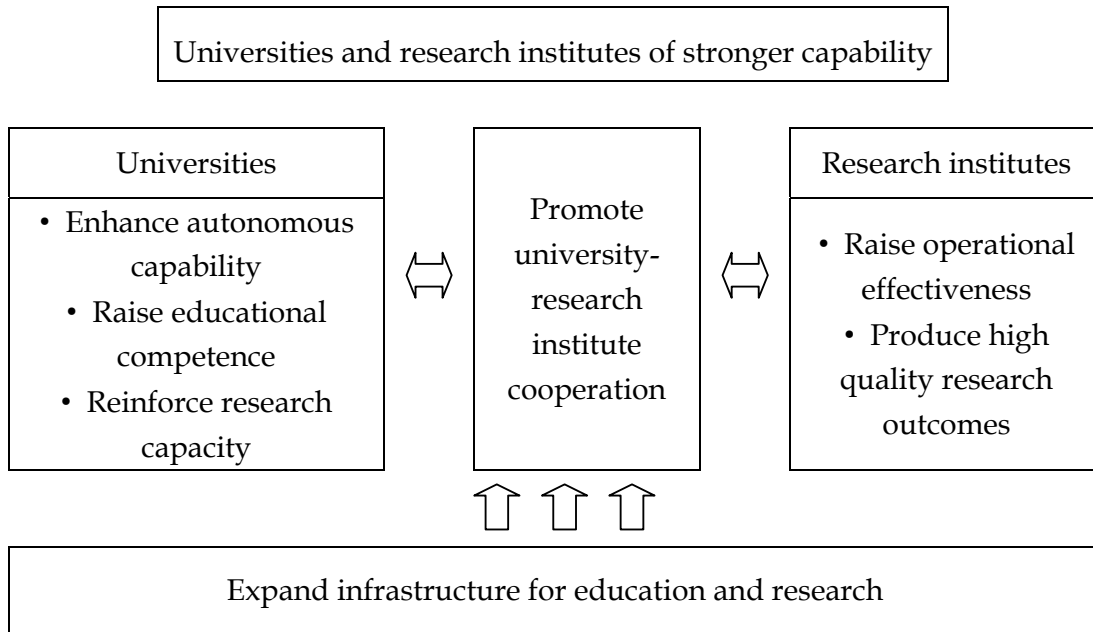 Universities and research institutes of stronger capability
Universities
• Enhance autonomous
capability
• Raise educational
competence
• Reinforce research
capacity
Promote
university-
research
institute
cooperation
Research institutes
• Raise operational
effectiveness
• Produce high
quality research
outcomes
Expand infrastructure for education and research